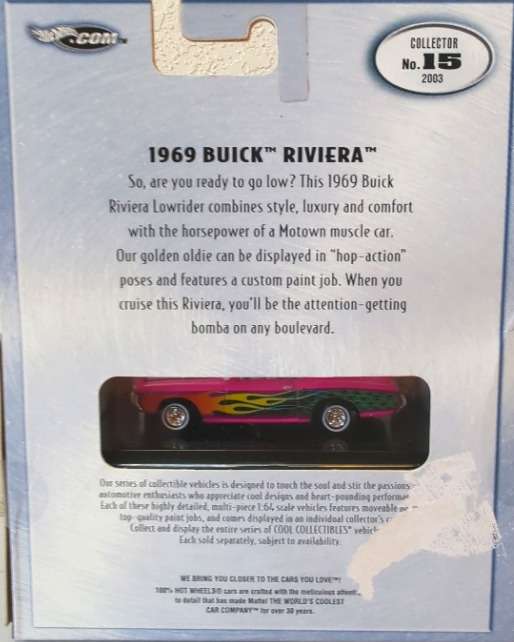 .COM™
COLLECTOR
No. 15
2003
1969 BUICK™ RIVIERA™
So, are you ready to go low? This 1969 Buick
Riviera Lowrider combines style, luxury and comfort
with the horsepower of a Motown muscle car.
Our golden oldie can be displayed in "hop-action"
poses and features a custom paint job. When you
cruise this Riviera, you'll be the attention-getting
bomba on any boulevard.
Our series of collectible vehicles is designed to touch the soul and stir the passions
automotive enthusiasts who appreciate cool designs and heart-pounding
Each of these highly detailed, multi-piece 1:64 scale vehicles features moveable
top-quality paint jobs, and comes displayed in an individual collector's
Collect and display the entire series of COOL COLLECTIBLES®
Each sold separately, subject to availability.
WE BRING YOU CLOSER TO THE CARS YOU LOVE™!
100% HOT WHEELS® cars are crafted with the meticulous
to detail that has made Mattel THE WORLD'S COOLEST
CAR COMPANY™ for over 30 years.